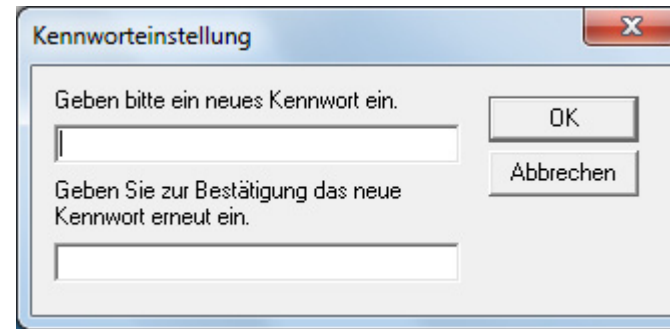 Kennworteinstellung
Geben bitte ein neues Kennwort ein.
OK
Abbrechen
Geben Sie zur Bestätigung das neue
Kennwort erneut ein.